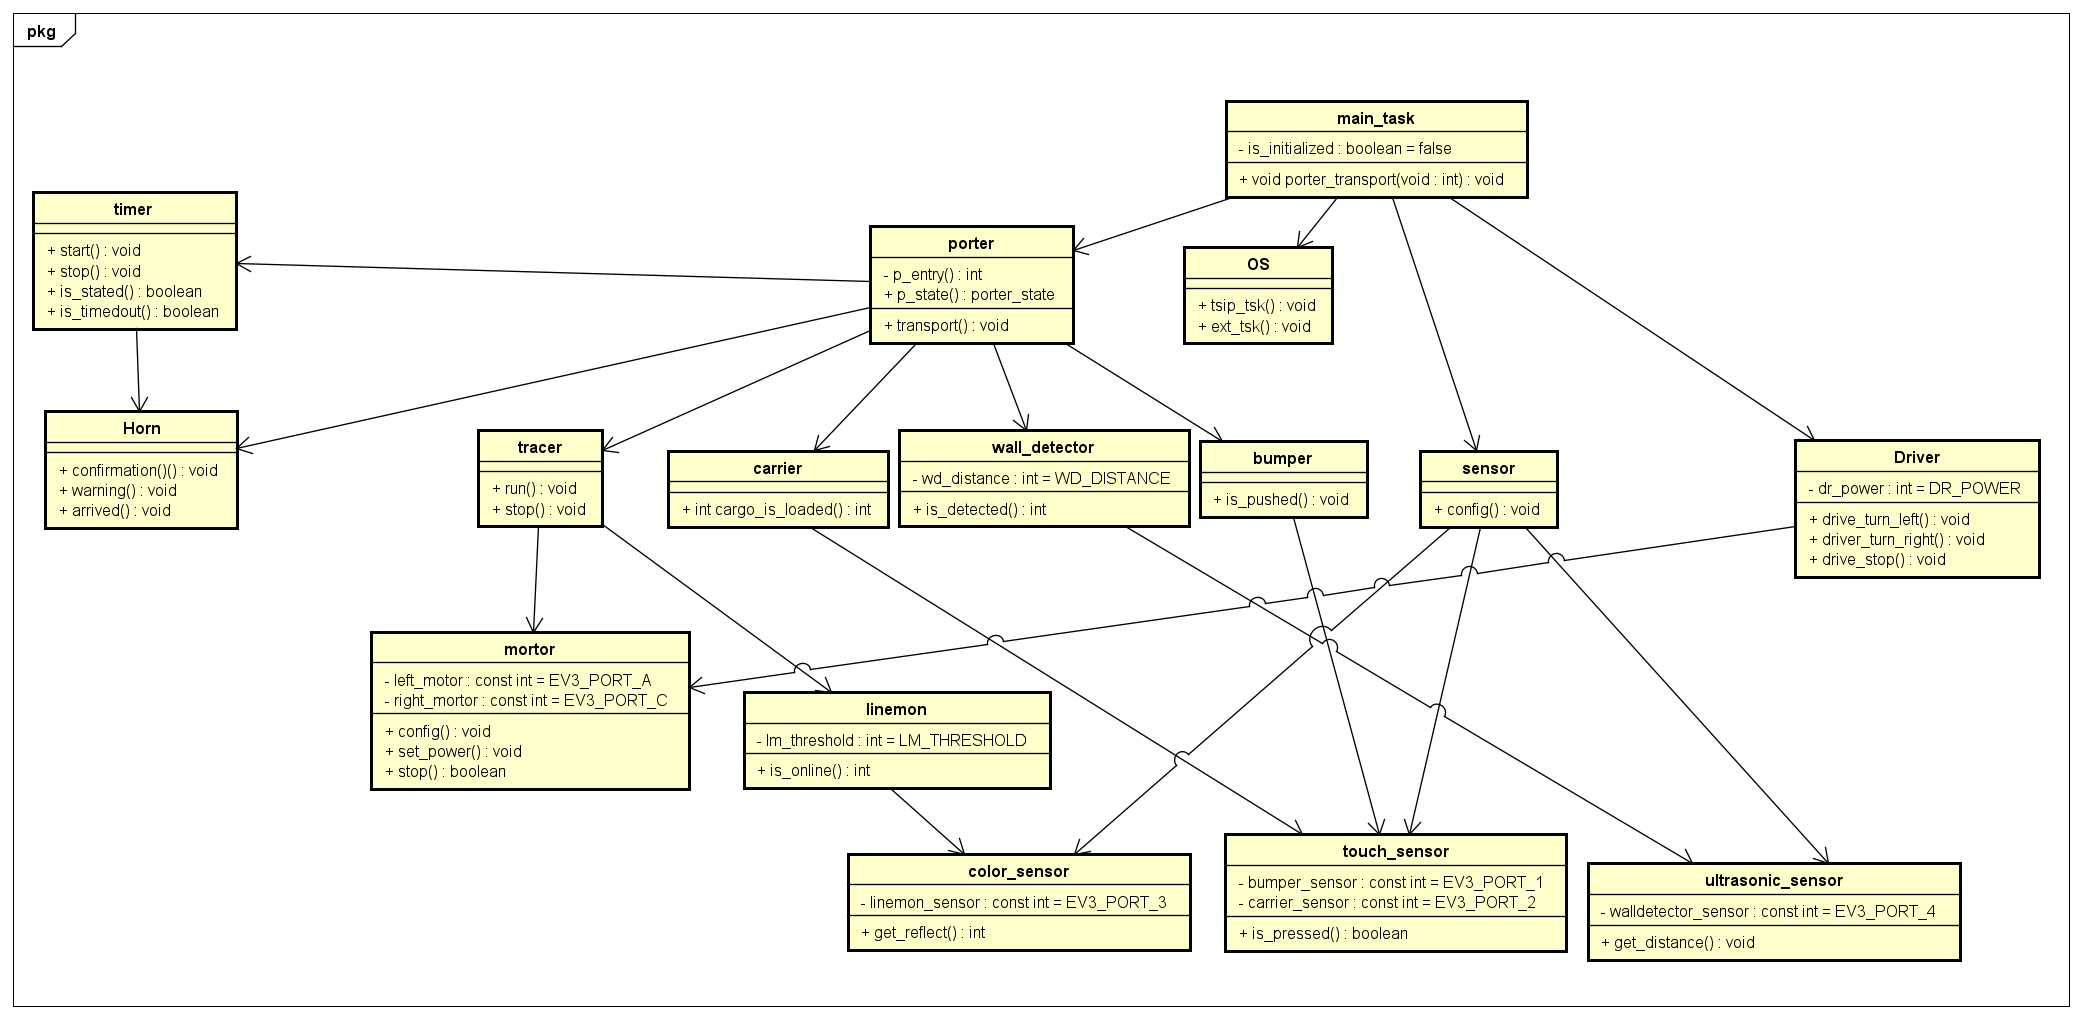 pkg
main_task
- is_initialized : boolean = false
+ void porter_transport(void : int) : void
timer
+ start() : void
+ stop() : void
+ is_stated() : boolean
+ is_timedout() : boolean
porter
- p_entry() : int
+ p_state() : porter_state
+ transport() : void
OS
+ tsip_tsk() : void
+ ext_tsk() : void
Horn
+ confirmation()() : void
+ warning() : void
+ arrived() : void
tracer
+ run() : void
+ stop() : void
carrier
+ int cargo_is_loaded() : int
wall_detector
- wd_distance : int = WD_DISTANCE
+ is_detected() : int
bumper
+ is_pushed() : void
sensor
+ config() : void
Driver
- dr_power : int = DR_POWER
+ drive_turn_left() : void
+ driver_turn_right() : void
+ drive_stop() : void
mortor
- left_motor : const int = EV3_PORT_A
- right_mortor : const int = EV3_PORT_C
+ config() : void
+ set_power() : void
+ stop() : boolean
linemon
- lm_threshold : int = LM_THRESHOLD
+ is_online() : int
color_sensor
- linemon_sensor : const int = EV3_PORT_3
+ get_reflect() : int
touch_sensor
- bumper_sensor : const int = EV3_PORT_1
- carrier_sensor : const int = EV3_PORT_2
+ is_pressed() : boolean
ultrasonic_sensor
- walldetector_sensor : const int = EV3_PORT_4
+ get_distance() : void